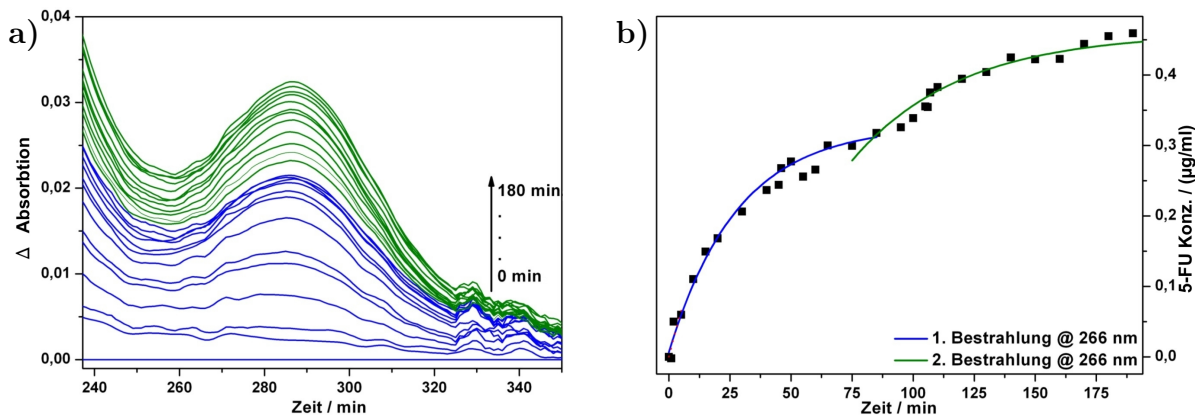 a)
0,04
0,03
0,02
0,01
0,00
Δ Absorbtion
240 260 280 300 320 340
Zeit / min
180 min
.
.
.
0 min
b)
0,4
0,3
0,2
0,1
0,0
5-FU Konz. / (µg/ml)
0 25 50 75 100 125 150 175
Zeit / min
1. Bestrahlung @ 266 nm
2. Bestrahlung @ 266 nm